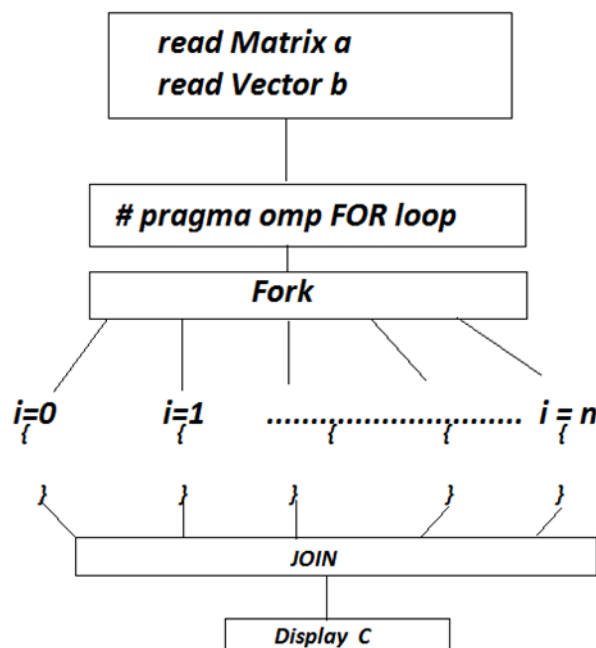 read Matrix a
read Vector b
# pragma omp FOR loop
Fork
i=0 i=1 ................................ i = n
{ { { { {
} } } } }
JOIN
Display C